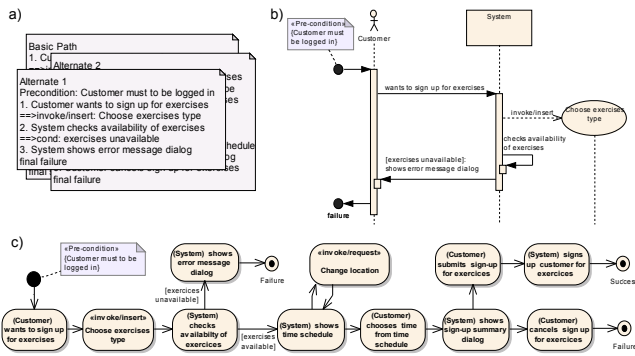 a)
Basic Path
1. Cu
==>in
Alternate 2
Alternate 1
Precondition: Customer must to be logged in
1. Customer wants to sign up for exercises
==>invoke/insert: Choose exercises type
2. System checks availability of exercises
==>cond: exercises unavailable
3. System shows error message dialog
final failure
final failure
b)
«Pre-condition»
{Customer must
be logged in}
Customer
System
wants to sign up for exercises
invoke/insert
Choose exercises
type
checks availability
of exercises
[exercises unavailable]:
shows error message dialog
failure
c)
«Pre-condition»
{Customer must to be
logged in}
(Customer)
wants to sign up
for exercises
«invoke/insert»
Choose exercises
type
(System) checks
availability of
exercices
[exercices
unavailable]
(System) shows
error message
dialog
Failure
[exercises
available]
(System) shows
time schedule
«invoke/request»
Change location
(Customer)
chooses time
from time
schedule
(System) shows
sign-up summary
dialog
(Customer)
submits sign-up
for exercices
(System) signs
up customer for
exercices
Succes
(Customer)
cancels sign up
for exercices
Failure